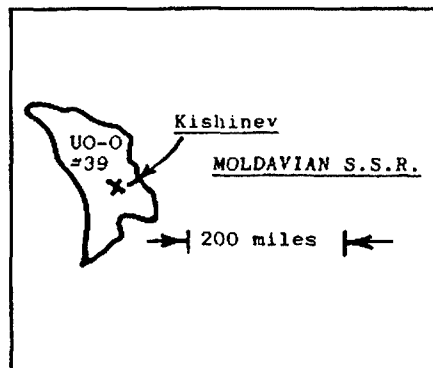 Kishinev
UO-O
#39
MOLDAVIAN S.S.R.
200 miles